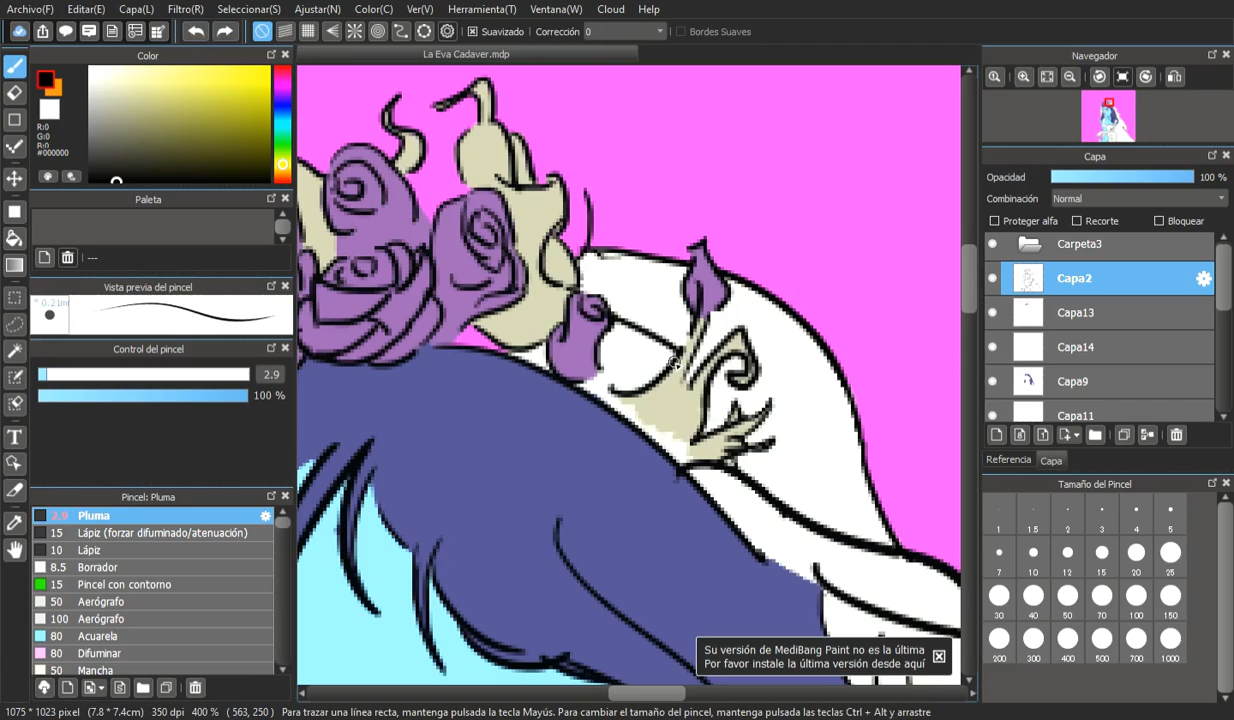 Archivo(F) Editar(E) Capa(L) Filtro(R) Seleccionar(S) Ajustar(N) Color(C) Ver(V) Herramienta(T) Ventana(W) Cloud Help
Suavizado Corrección 0 Bordes Suaves
Color
R:0
G:0
B:0
#000000
Paleta
---
Vista previa del pincel
* 0.21mm
Control del pincel
2.9
100 %
Pincel: Pluma
2.9 Pluma
15 Lápiz (forzar difuminado/atenuación)
10 Lápiz
8.5 Borrador
15 Pincel con contorno
50 Aerógrafo
100 Aerógrafo
80 Acuarela
80 Difuminar
50 Mancha
La Eva Cadaver.mdp
Su versión de MediBang Paint no es la última
Por favor instale la última versión desde aquí
Navegador
Capa
Opacidad 100 %
Combinación Normal
Proteger alfa Recorte Bloquear
Carpeta3
Capa2
Capa13
Capa14
Capa9
Capa11
Referencia Capa
Tamaño del Pincel
1 1.5 2 3 4 5
7 10 12 15 20 25
30 40 50 70 100 150
200 300 400 500 700 1000
1075 * 1023 pixel (7.8 * 7.4cm) 350 dpi 400 % ( 563, 250 ) Para trazar una línea recta, mantenga pulsada la tecla Mayús. Para cambiar el tamaño del pincel, mantenga pulsadas las teclas Ctrl + Alt y arrastre